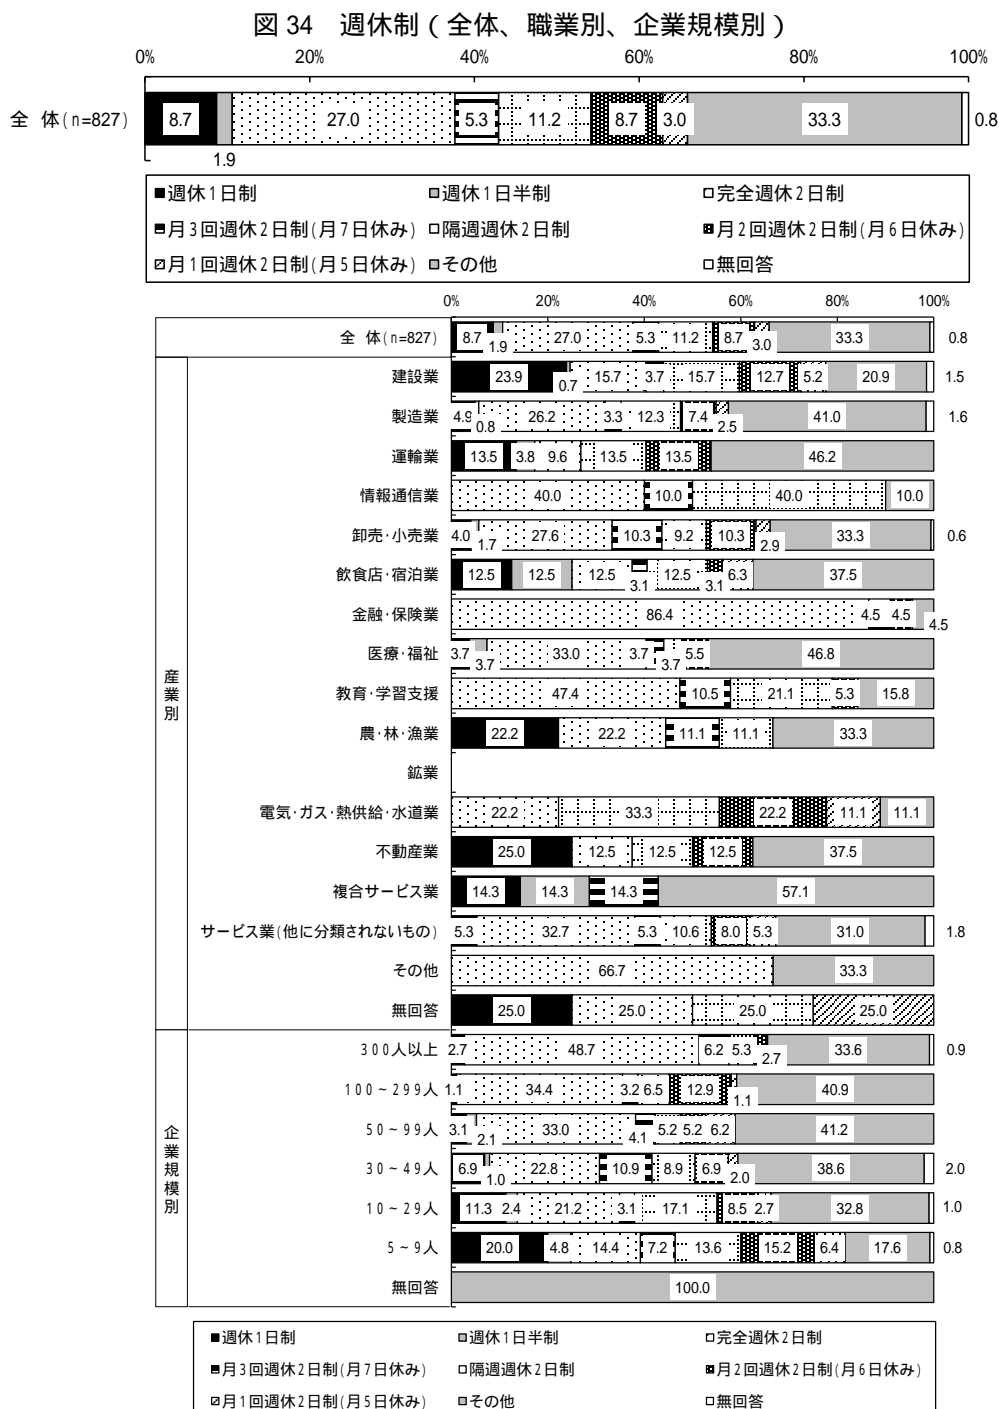 図 34　週休制（全体、職業別、企業規模別）
0% 20% 40% 60% 80% 100%
全 体(n=827) 8.7 27.0 5.3 11.2 8.7 3.0 33.3 0.8
1.9
■週休1日制 ■週休1日半制 □完全週休2日制
月3回週休2日制(月7日休み) □隔週週休2日制 月2回週休2日制(月6日休み)
月1回週休2日制(月5日休み) ■その他 □無回答
0% 20% 40% 60% 80% 100%
全 体(n=827) 8.7 1.9 27.0 5.3 11.2 8.7 3.0 33.3 0.8
産業別
建設業 23.9 0.7 15.7 3.7 15.7 12.7 5.2 20.9 1.5
製造業 4.9 0.8 26.2 3.3 12.3 7.4 2.5 41.0 1.6
運輸業 13.5 3.8 9.6 13.5 13.5 46.2
情報通信業 40.0 10.0 40.0 10.0
卸売･小売業 4.0 1.7 27.6 10.3 9.2 10.3 2.9 33.3 0.6
飲食店･宿泊業 12.5 12.5 12.5 3.1 12.5 3.1 6.3 37.5
金融･保険業 86.4 4.5 4.5 4.5
医療･福祉 3.7 3.7 33.0 3.7 3.7 5.5 46.8
教育･学習支援 47.4 10.5 21.1 5.3 15.8
農･林･漁業 22.2 22.2 11.1 11.1 33.3
鉱業
電気･ガス･熱供給･水道業 22.2 33.3 22.2 11.1 11.1
不動産業 25.0 12.5 12.5 12.5 37.5
複合サービス業 14.3 14.3 14.3 57.1
サービス業(他に分類されないもの) 5.3 32.7 5.3 10.6 8.0 5.3 31.0 1.8
その他 66.7 33.3
無回答 25.0 25.0 25.0 25.0
企業規模別
300人以上 2.7 48.7 6.2 5.3 2.7 33.6 0.9
100～299人 1.1 34.4 3.2 6.5 12.9 1.1 40.9
50～99人 3.1 2.1 33.0 4.1 5.2 5.2 6.2 41.2
30～49人 6.9 1.0 22.8 10.9 8.9 6.9 2.0 38.6 2.0
10～29人 11.3 2.4 21.2 3.1 17.1 8.5 2.7 32.8 1.0
5～9人 20.0 4.8 14.4 7.2 13.6 15.2 6.4 17.6 0.8
無回答 100.0
■週休1日制 ■週休1日半制 □完全週休2日制
月3回週休2日制(月7日休み) □隔週週休2日制 月2回週休2日制(月6日休み)
月1回週休2日制(月5日休み) ■その他 □無回答